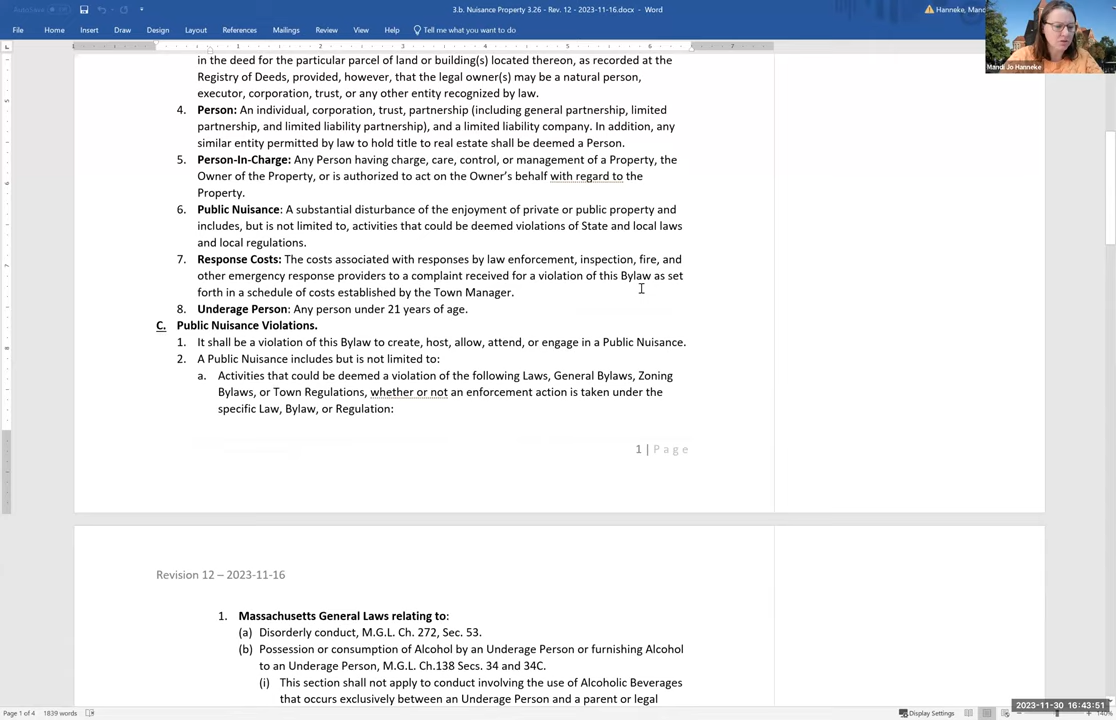 3.b. Nuisance Property 3.26 - Rev. 12 - 2023-11-16.docx - Word
Hanneke, Mand
File Home Insert Draw Design Layout References Mailings Review View Help Tell me what you want to do
Mandi Jo Hanneke
in the deed for the particular parcel of land or building(s) located thereon, as recorded at the
Registry of Deeds, provided, however, that the legal owner(s) may be a natural person,
executor, corporation, trust, or any other entity recognized by law.
4. Person: An individual, corporation, trust, partnership (including general partnership, limited
partnership, and limited liability partnership), and a limited liability company. In addition, any
similar entity permitted by law to hold title to real estate shall be deemed a Person.
5. Person-In-Charge: Any Person having charge, care, control, or management of a Property, the
Owner of the Property, or is authorized to act on the Owner's behalf with regard to the
Property.
6. Public Nuisance: A substantial disturbance of the enjoyment of private or public property and
includes, but is not limited to, activities that could be deemed violations of State and local laws
and local regulations.
7. Response Costs: The costs associated with responses by law enforcement, inspection, fire, and
other emergency response providers to a complaint received for a violation of this Bylaw as set
forth in a schedule of costs established by the Town Manager.
8. Underage Person: Any person under 21 years of age.
C. Public Nuisance Violations.
1. It shall be a violation of this Bylaw to create, host, allow, attend, or engage in a Public Nuisance.
2. A Public Nuisance includes but is not limited to:
a. Activities that could be deemed a violation of the following Laws, General Bylaws, Zoning
Bylaws, or Town Regulations, whether or not an enforcement action is taken under the
specific Law, Bylaw, or Regulation:
1 | Page
Revision 12 – 2023-11-16
1. Massachusetts General Laws relating to:
(a) Disorderly conduct, M.G.L. Ch. 272, Sec. 53.
(b) Possession or consumption of Alcohol by an Underage Person or furnishing Alcohol
to an Underage Person, M.G.L. Ch.138 Secs. 34 and 34C.
(i) This section shall not apply to conduct involving the use of Alcoholic Beverages
that occurs exclusively between an Underage Person and a parent or legal
2023-11-30 16:43:51
Page 1 of 4 1839 words Display Settings 140%